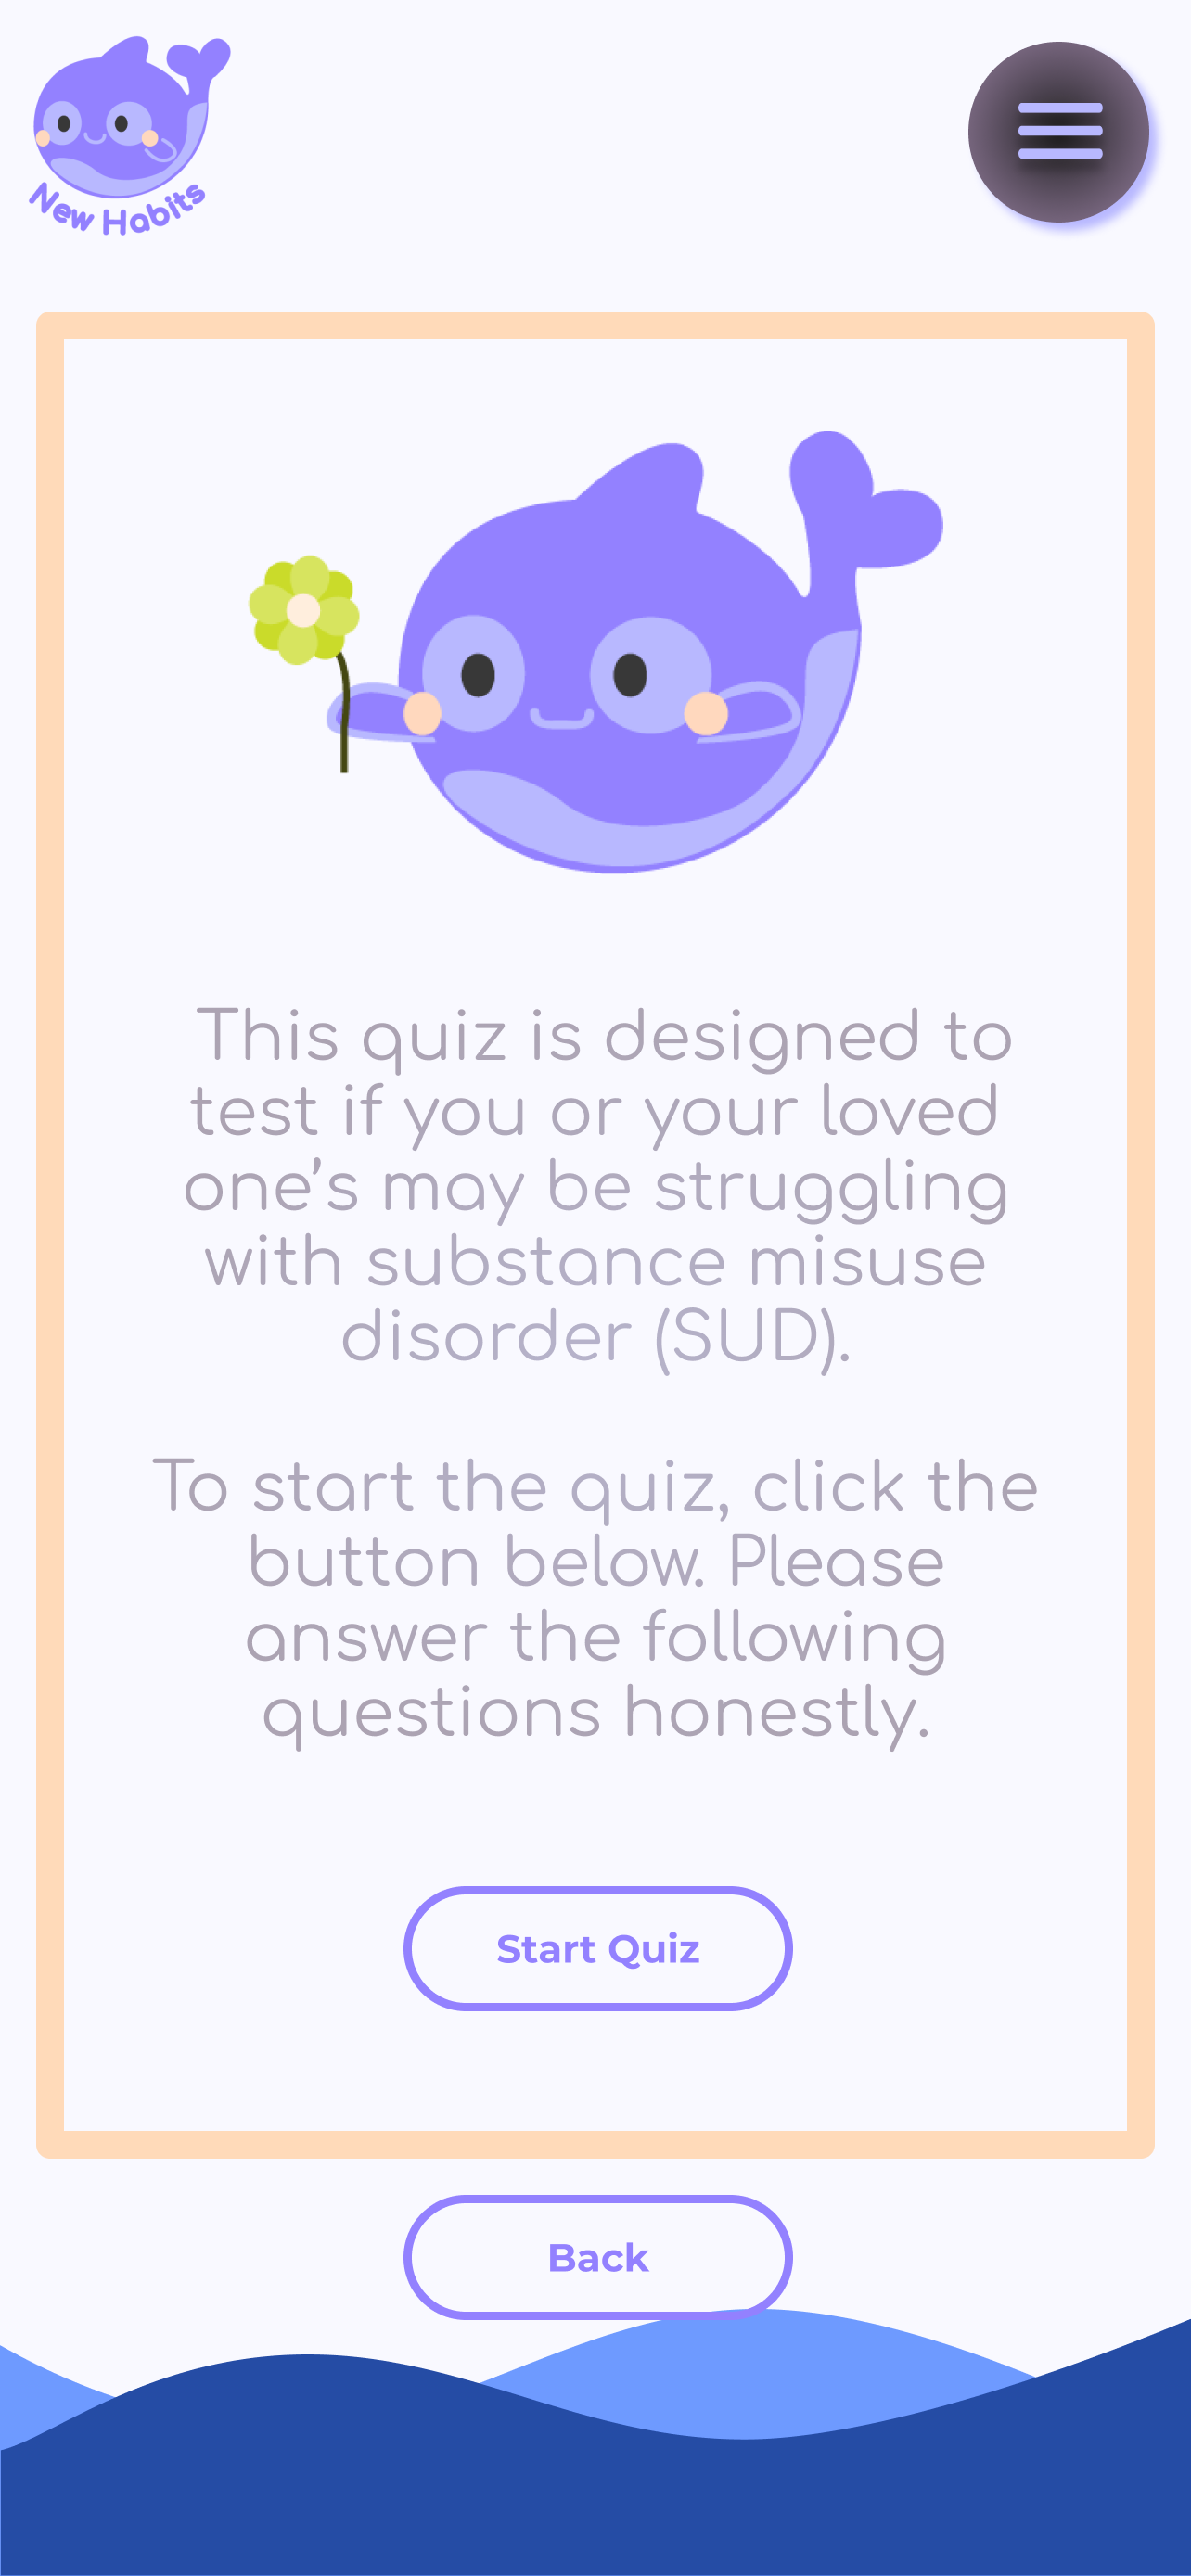 New Habits
This quiz is designed to
test if you or your loved
one’s may be struggling
with substance misuse
disorder (SUD).
To start the quiz, click the
button below. Please
answer the following
questions honestly.
Start Quiz
Back